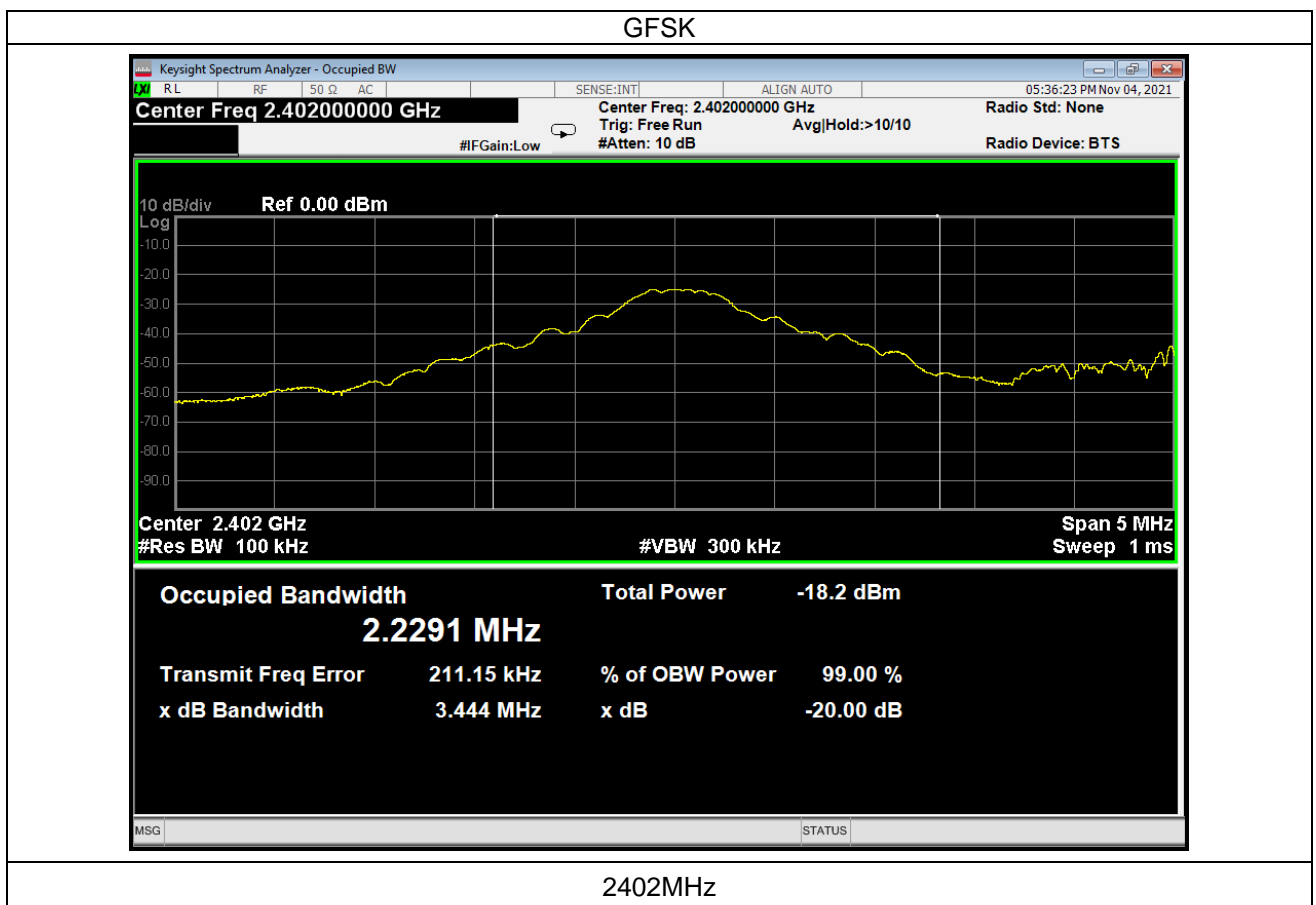 GFSK
Keysight Spectrum Analyzer - Occupied BW
LXI RL RF 50 Ω AC SENSE:INT ALIGN AUTO 05:36:23 PM Nov 04, 2021
Center Freq 2.402000000 GHz Center Freq: 2.402000000 GHz Radio Std: None
Trig: Free Run Avg|Hold:>10/10
#IFGain:Low #Atten: 10 dB Radio Device: BTS
10 dB/div Ref 0.00 dBm
Log
-10.0
-20.0
-30.0
-40.0
-50.0
-60.0
-70.0
-80.0
-90.0
Center 2.402 GHz Span 5 MHz
#Res BW 100 kHz #VBW 300 kHz Sweep 1 ms
Occupied Bandwidth Total Power -18.2 dBm
2.2291 MHz
Transmit Freq Error 211.15 kHz % of OBW Power 99.00 %
x dB Bandwidth 3.444 MHz x dB -20.00 dB
MSG STATUS
2402MHz